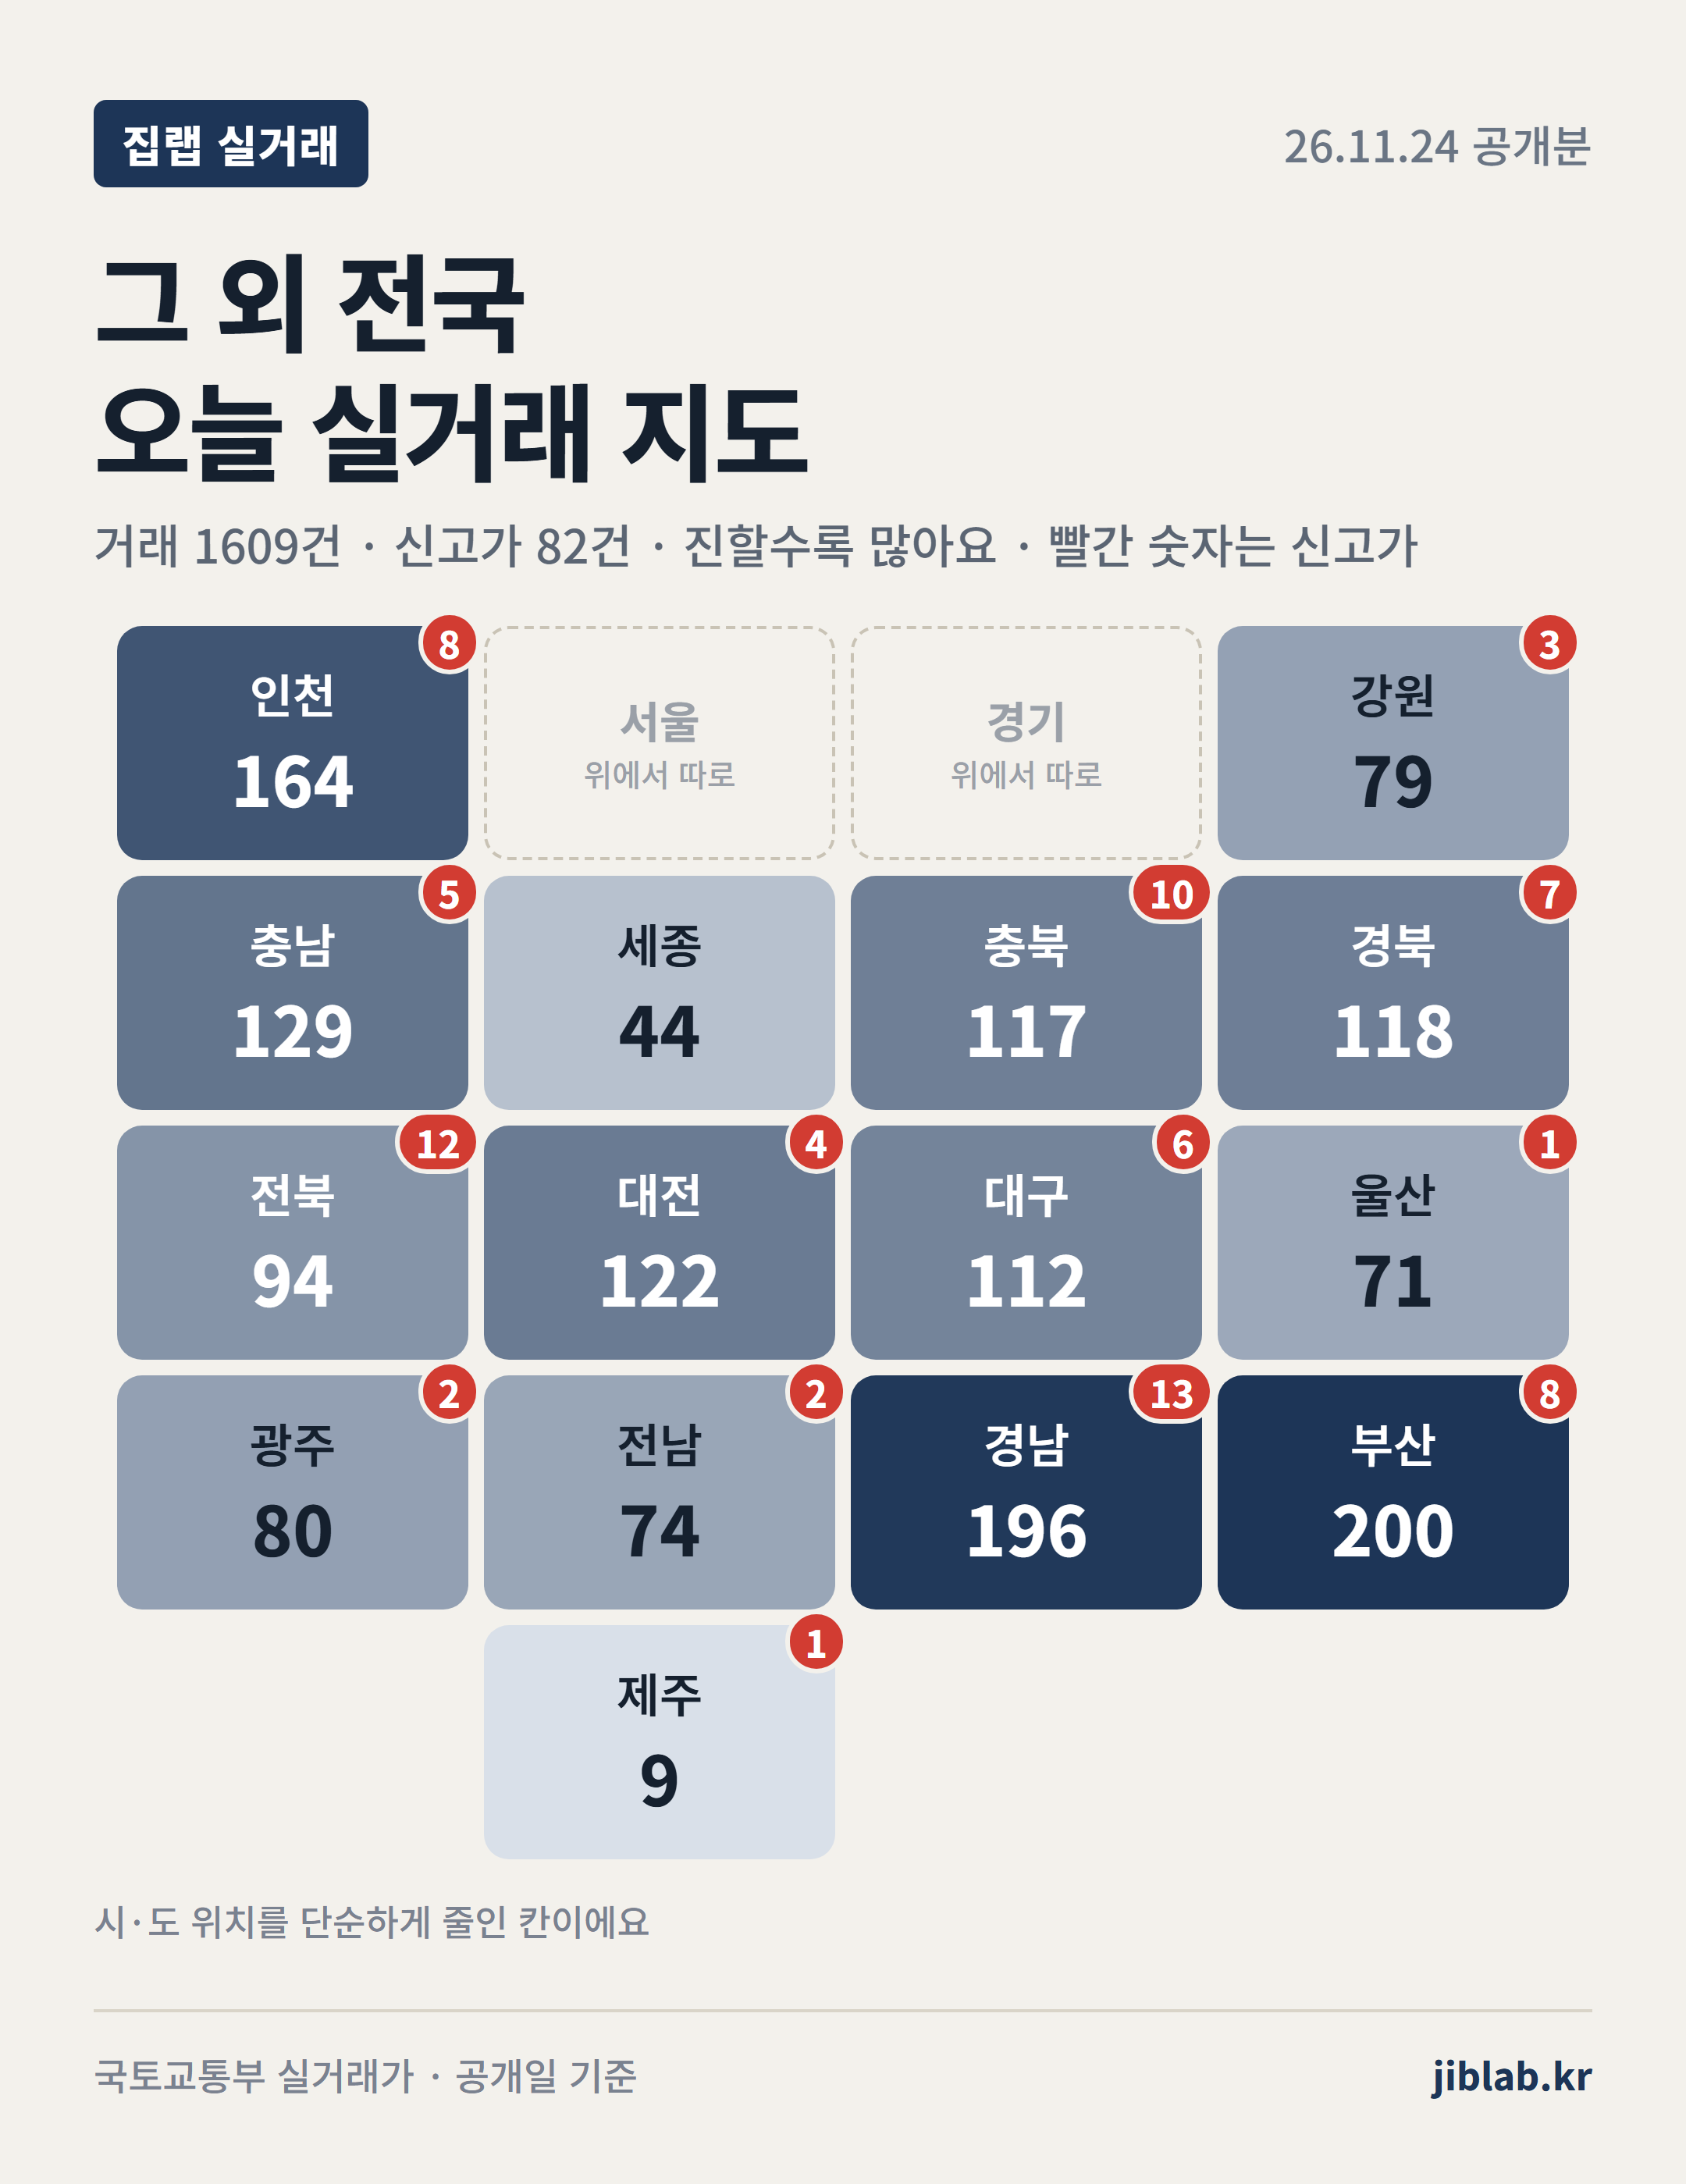 집랩 실거래
26.11.24 공개분
그 외 전국
오늘 실거래 지도
거래 1609건 · 신고가 82건 · 진할수록 많아요 · 빨간 숫자는 신고가
8
인천
164
서울
위에서 따로
경기
위에서 따로
3
강원
79
5
충남
129
세종
44
10
충북
117
7
경북
118
12
전북
94
4
대전
122
6
대구
112
1
울산
71
2
광주
80
2
전남
74
13
경남
196
8
부산
200
1
제주
9
시·도 위치를 단순하게 줄인 칸이에요
국토교통부 실거래가 · 공개일 기준
jiblab.kr